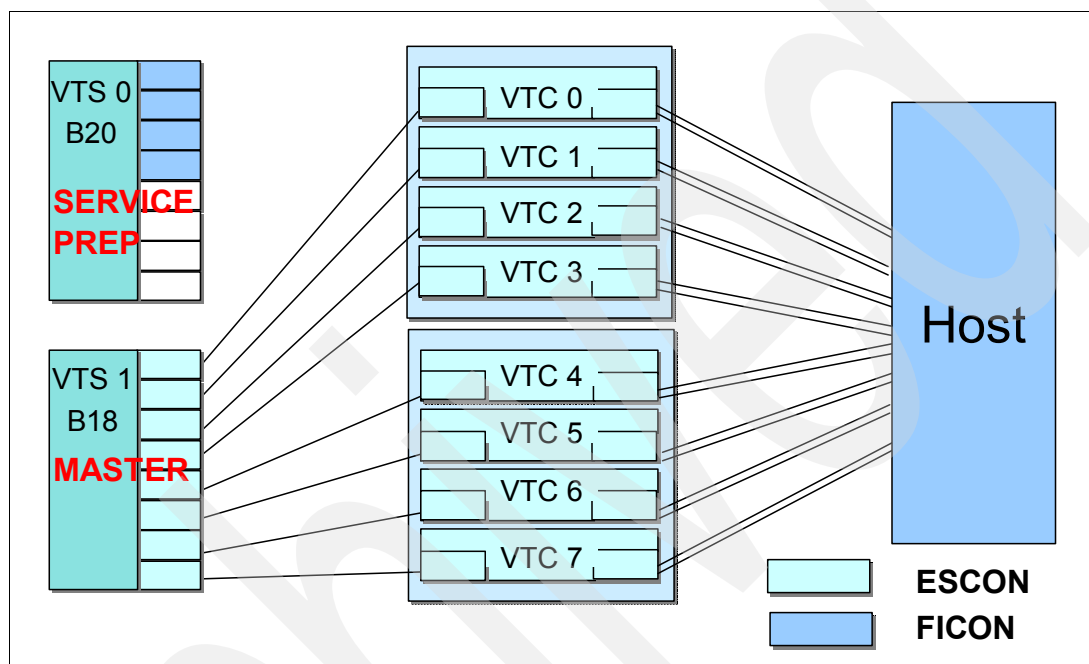 VTS 0
B20
SERVICE
PREP
VTS 1
B18
MASTER
VTC 0
VTC 1
VTC 2
VTC 3
VTC 4
VTC 5
VTC 6
VTC 7
Host
ESCON
FICON